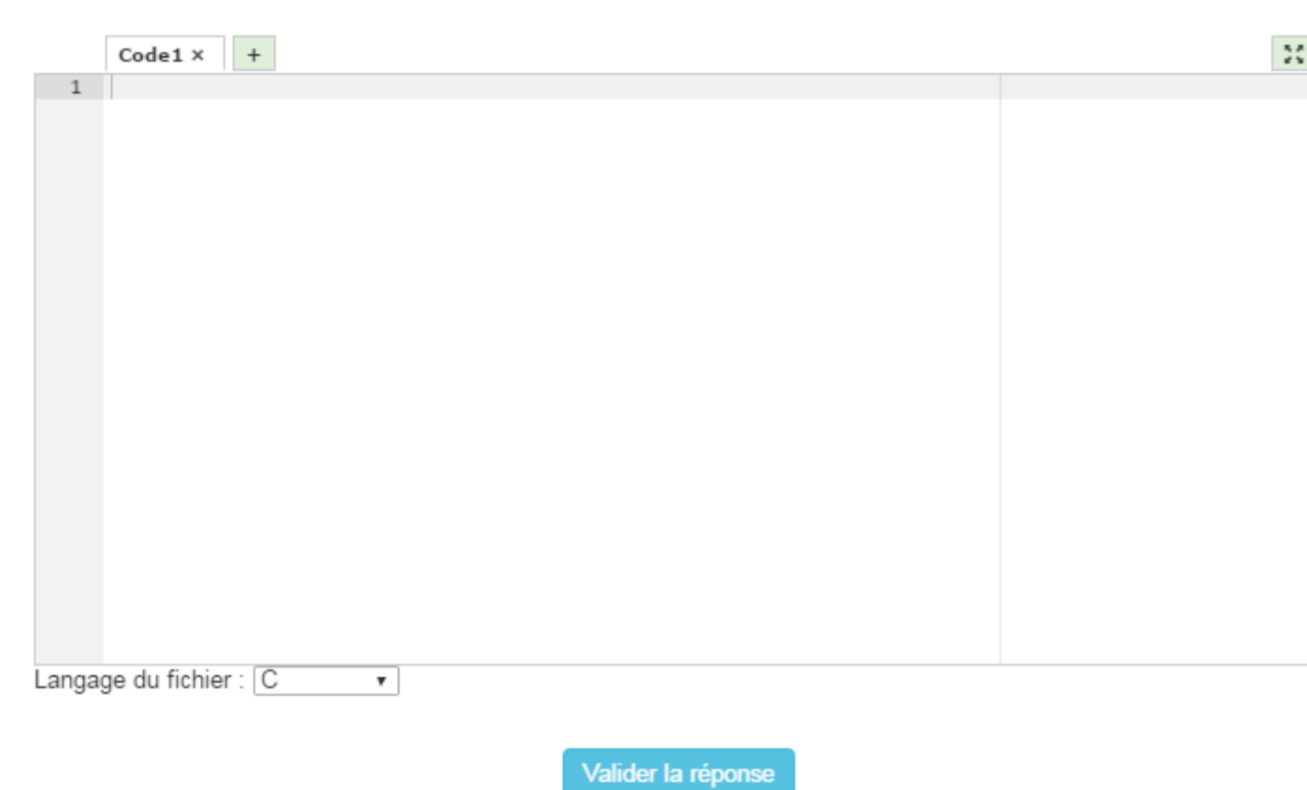 Code1 × +
1
Langage du fichier : C
Valider la réponse